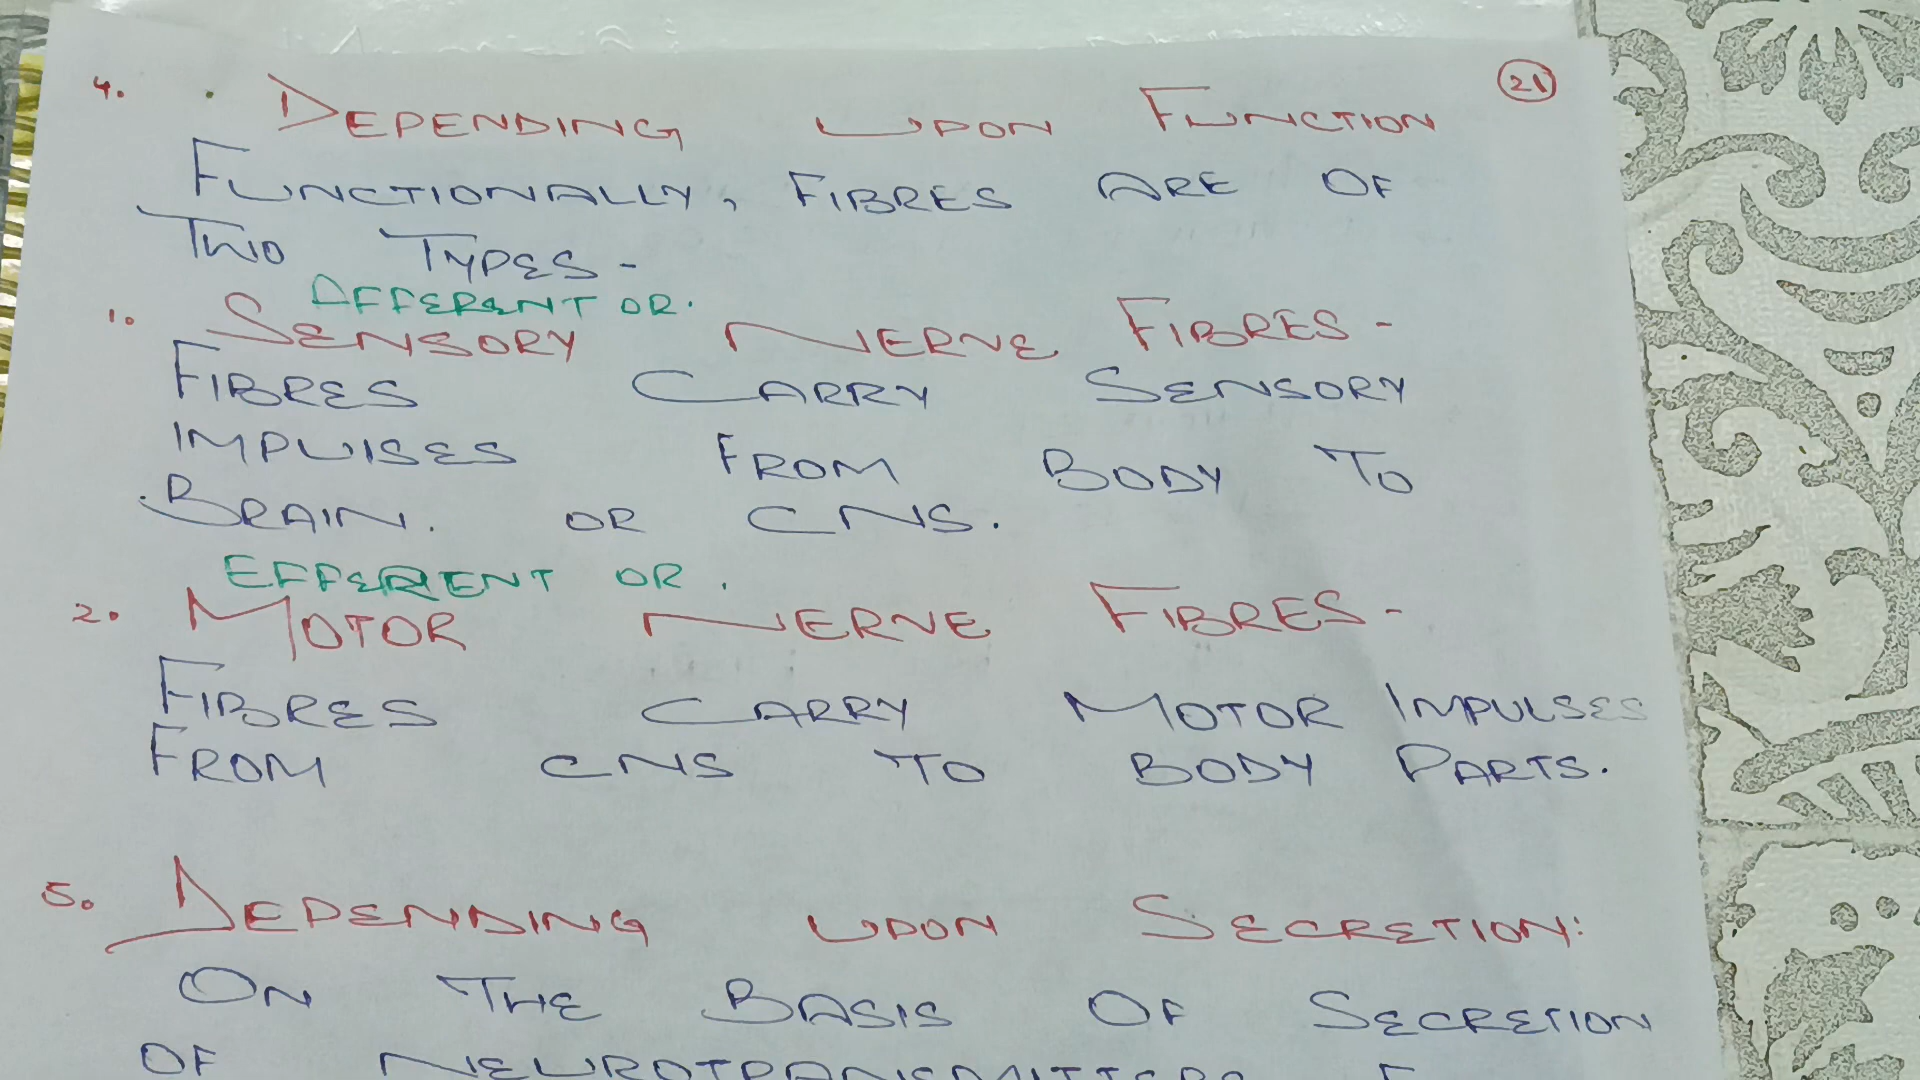 21
4. DEPENDING UPON FUNCTION
FUNCTIONALLY, FIBRES ARE OF
TWO TYPES-
AFFERENT OR.
1. SENSORY NERVE FIBRES-
FIBRES CARRY SENSORY
IMPULSES FROM BODY TO
BRAIN. OR CNS.
EFFERENT OR.
2. MOTOR NERVE FIBRES-
FIBRES CARRY MOTOR IMPULSES
FROM CNS TO BODY PARTS.
5. DEPENDING UPON SECRETION:
ON THE BASIS OF SECRETION
OF NEUROTRANSMITTERS